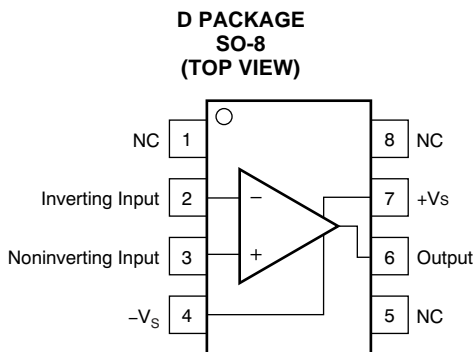 D PACKAGE
SO-8
(TOP VIEW)
NC 1
8 NC
Inverting Input 2
−
7 +VS
Noninverting Input 3
+
6 Output
−VS 4
5 NC